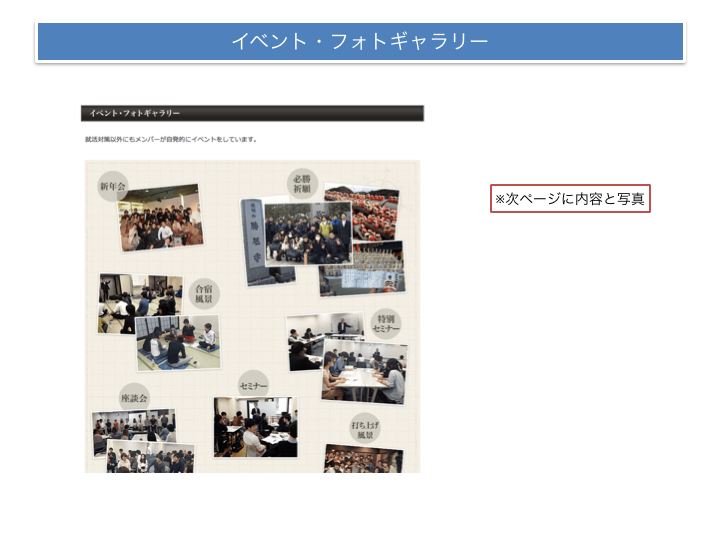 イベント・フォトギャラリー
イベント・フォトギャラリー
就活対策以外にもメンバーが自発的にイベントをしています。
新年会
必勝
祈願
※次ページに内容と写真
勝尾寺
合宿
風景
特別
セミナー
セミナー
座談会
打ち上げ
風景